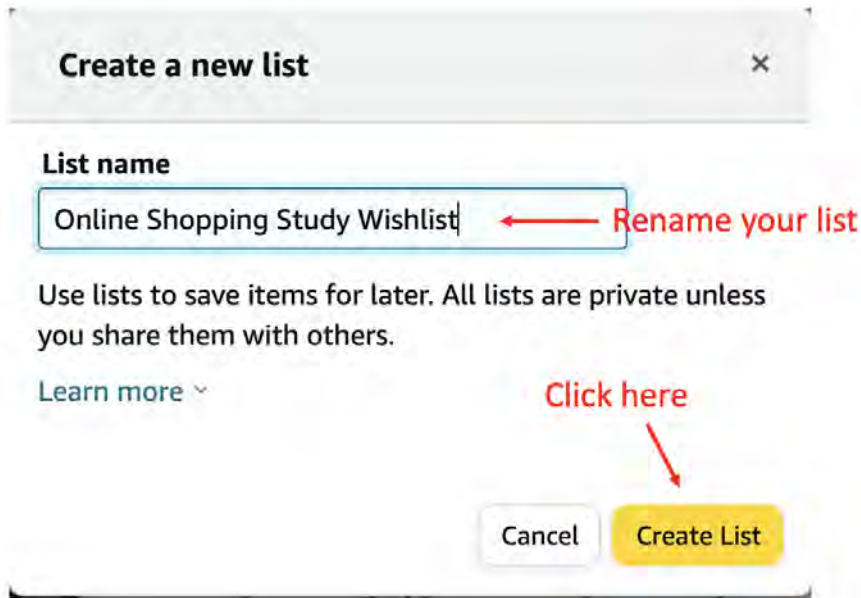 Create a new list ×
List name
Online Shopping Study Wishlist
Rename your list
Use lists to save items for later. All lists are private unless
you share them with others.
Learn more
Click here
Cancel
Create List